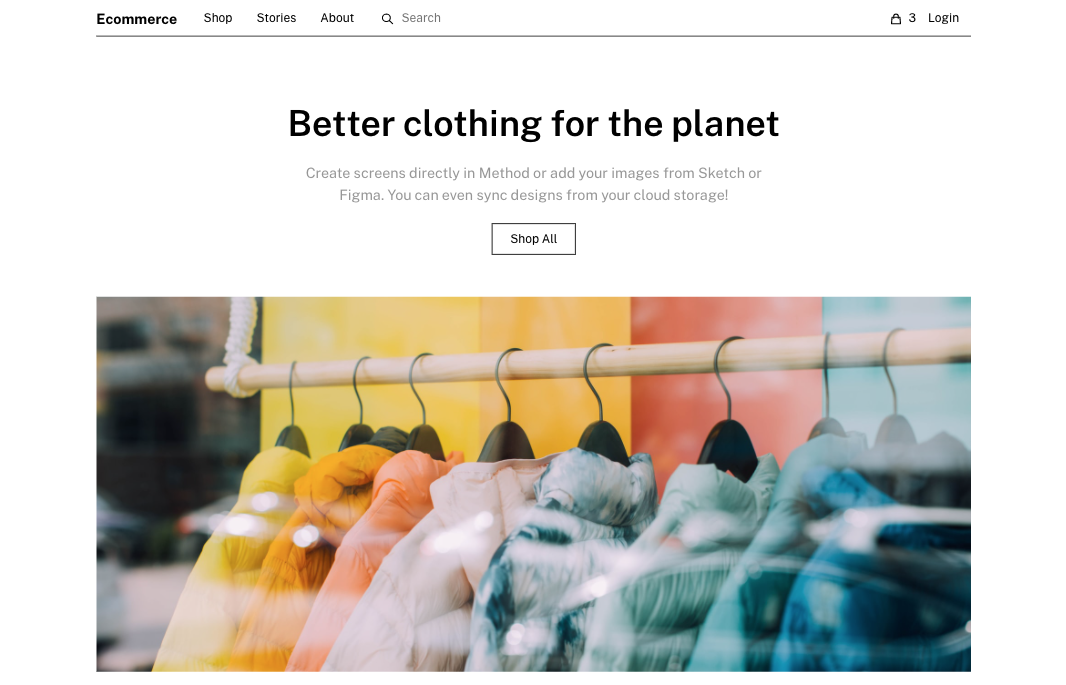 Ecommerce Shop Stories About Search 3 Login
Better clothing for the planet
Create screens directly in Method or add your images from Sketch or
Figma. You can even sync designs from your cloud storage!
Shop All